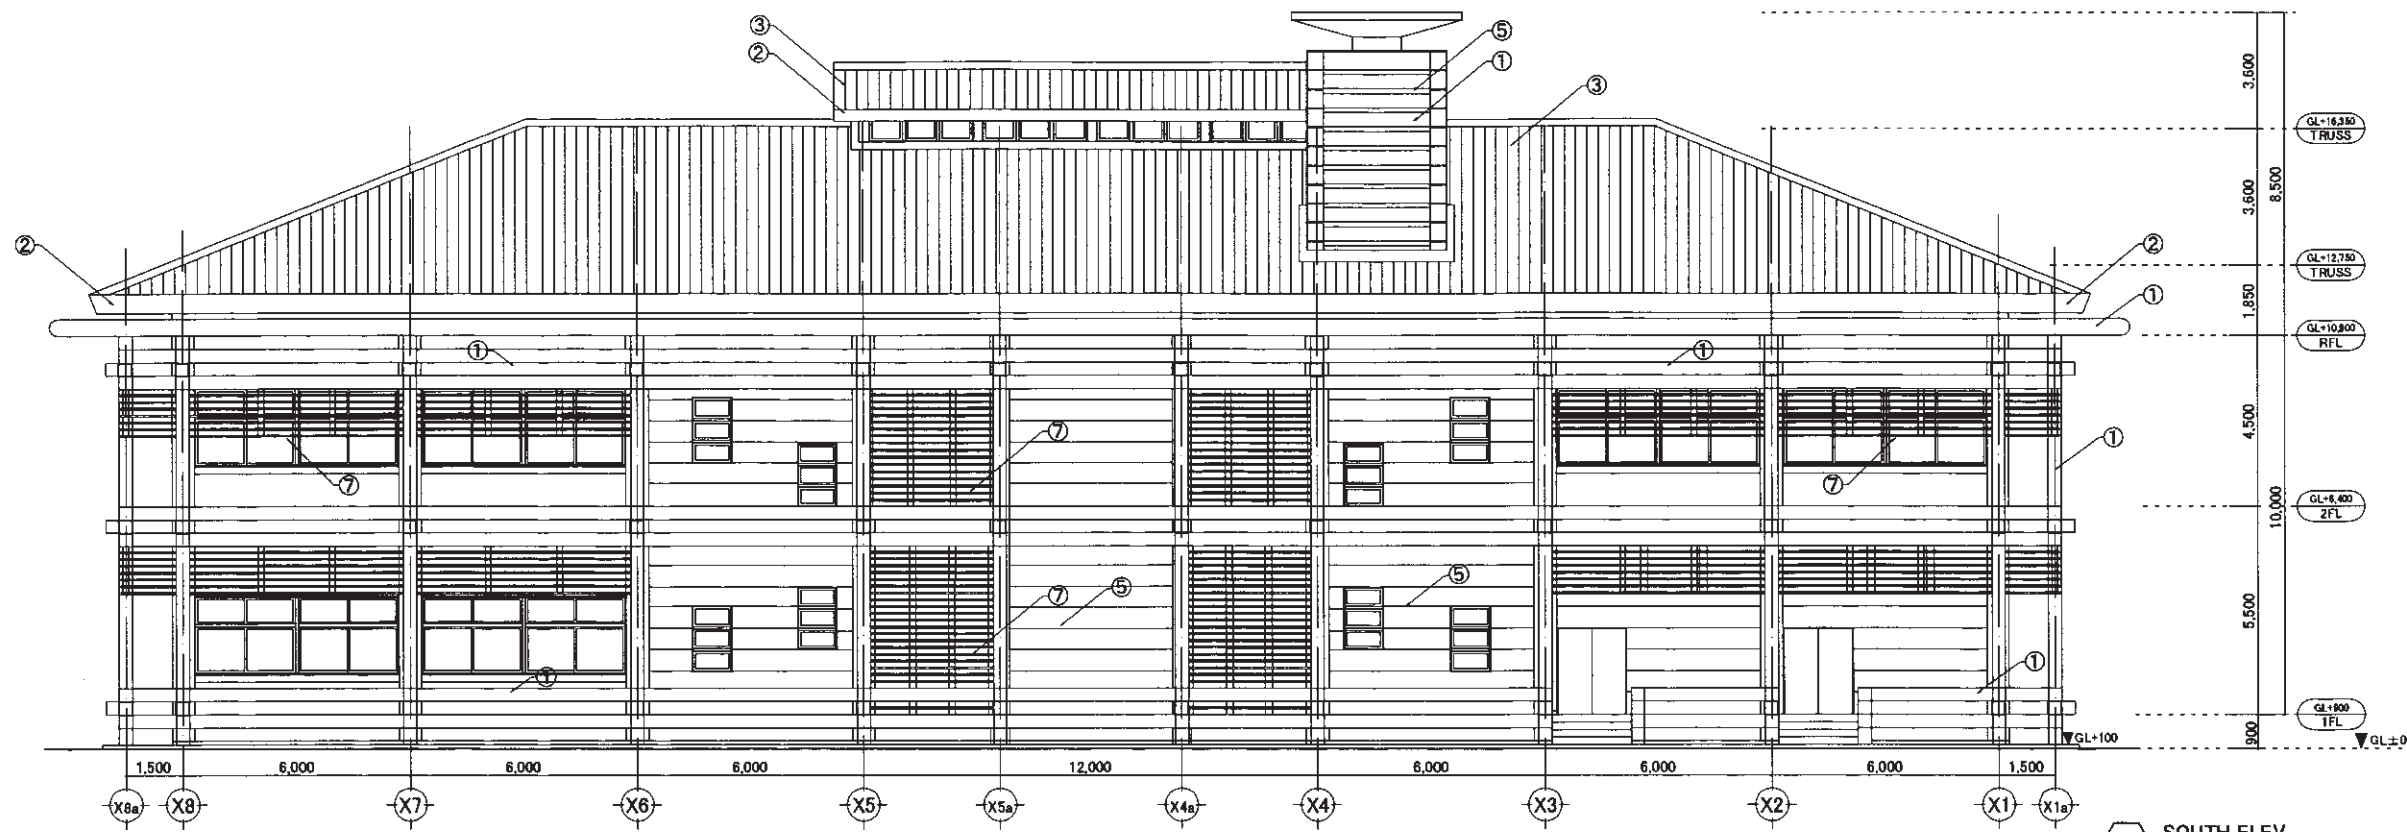 ③
②
⑤
①
③
3,600
GL+16,350
TRUSS
3,600
8,500
②
②
GL+12,750
TRUSS
①
1,850
GL+10,900
RFL
①
①
⑦
⑦
⑦
①
4,500
GL+6,400
2FL
10,000
⑦
⑤
⑤
5,500
①
①
GL+900
1FL
900
GL+100
GL±0
1,500 6,000 6,000 6,000 12,000 6,000 6,000 6,000 1,500
X8a X8 X7 X6 X5 X5a X4a X4 X3 X2 X1 X1a